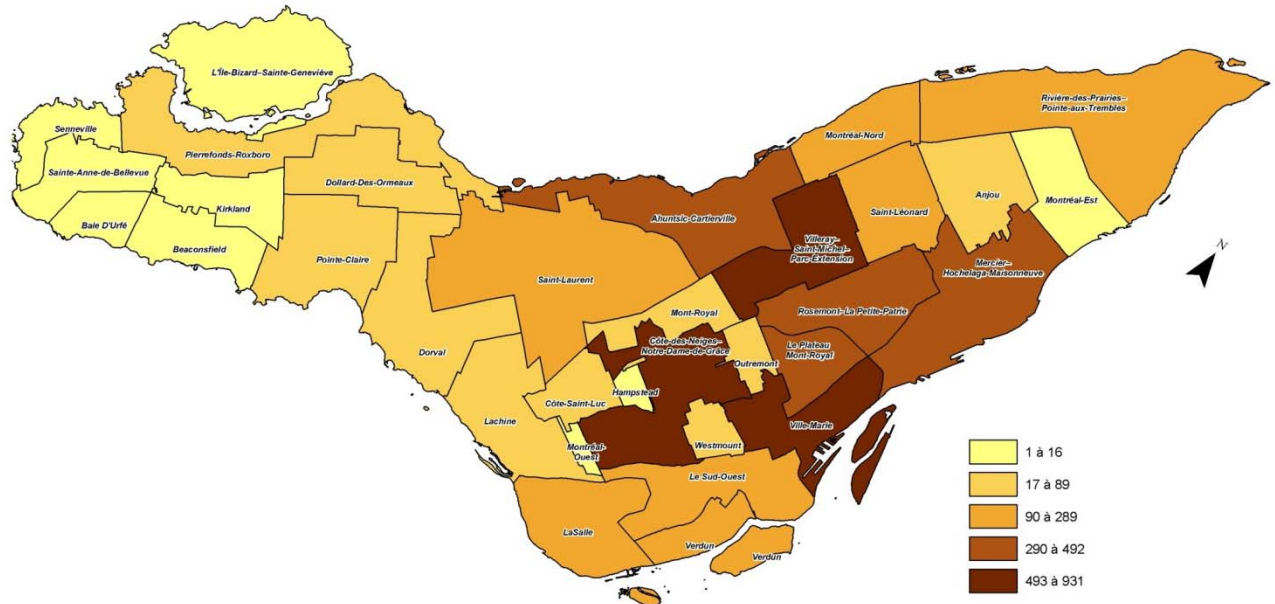 L'Île-Bizard–Sainte-Geneviève
Senneville
Sainte-Anne-de-Bellevue
Baie D'Urfé
Beaconsfield
Kirkland
Pierrefonds-Roxboro
Dollard-Des-Ormeaux
Pointe-Claire
Dorval
Lachine
Saint-Laurent
Ahuntsic-Cartierville
Montréal-Nord
Rivière-des-Prairies–
Pointe-aux-Trembles
Saint-Léonard
Anjou
Montréal-Est
Villeray–
Saint-Michel–
Parc-Extension
Mercier–
Hochelaga-Maisonneuve
Rosemont–La Petite-Patrie
Mont-Royal
Côte-des-Neiges–
Notre-Dame-de-Grâce
Outremont
Le Plateau
Mont-Royal
Hampstead
Côte-Saint-Luc
Montréal-
Ouest
Westmount
Ville-Marie
Le Sud-Ouest
LaSalle
Verdun
Verdun
N
1 à 16
17 à 89
90 à 289
290 à 492
493 à 931